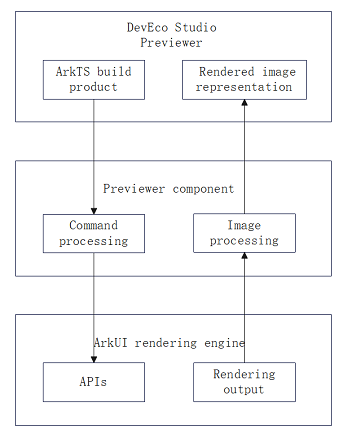 DevEco Studio
Previewer
ArkTS build
product
Rendered image
representation
Previewer component
Command
processing
Image
processing
ArkUI rendering engine
APIs
Rendering
output